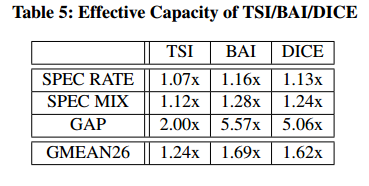 Table 5: Effective Capacity of TSI/BAI/DICE
TSI BAI DICE
SPEC RATE 1.07x 1.16x 1.13x
SPEC MIX 1.12x 1.28x 1.24x
GAP 2.00x 5.57x 5.06x
GMEAN26 1.24x 1.69x 1.62x